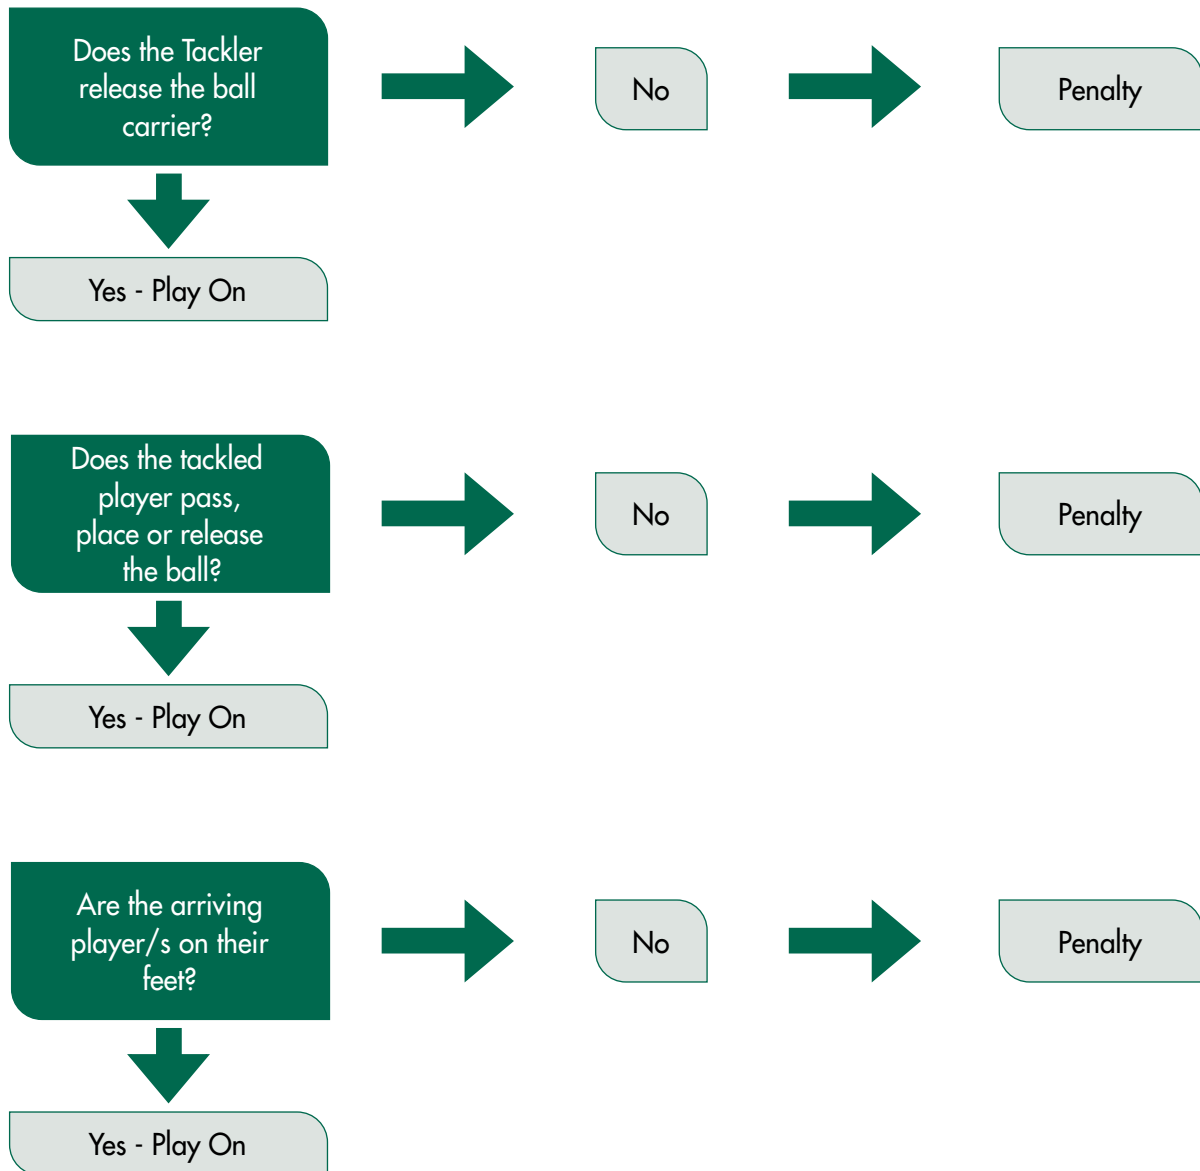 Does the Tackler
release the ball
carrier?
No
Penalty
Yes - Play On
Does the tackled
player pass,
place or release
the ball?
No
Penalty
Yes - Play On
Are the arriving
player/s on their
feet?
No
Penalty
Yes - Play On